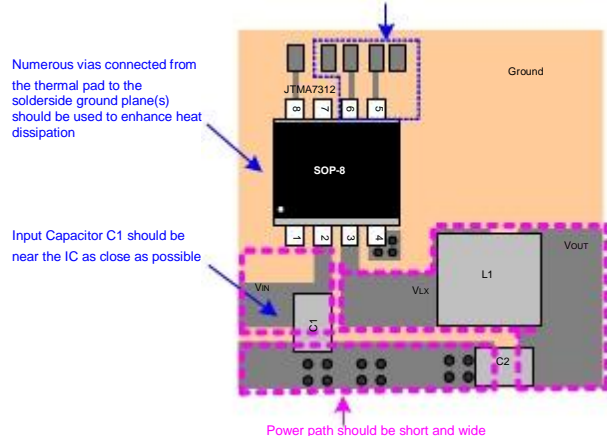 Numerous vias connected from
the thermal pad to the
solderside ground plane(s)
should be used to enhance heat
dissipation
Ground
JTMA7312
8
7
6
5
SOP-8
1
2
3
4
Input Capacitor C1 should be
near the IC as close as possible
VIN
C1
VLX
L1
VOUT
C2
Power path should be short and wide